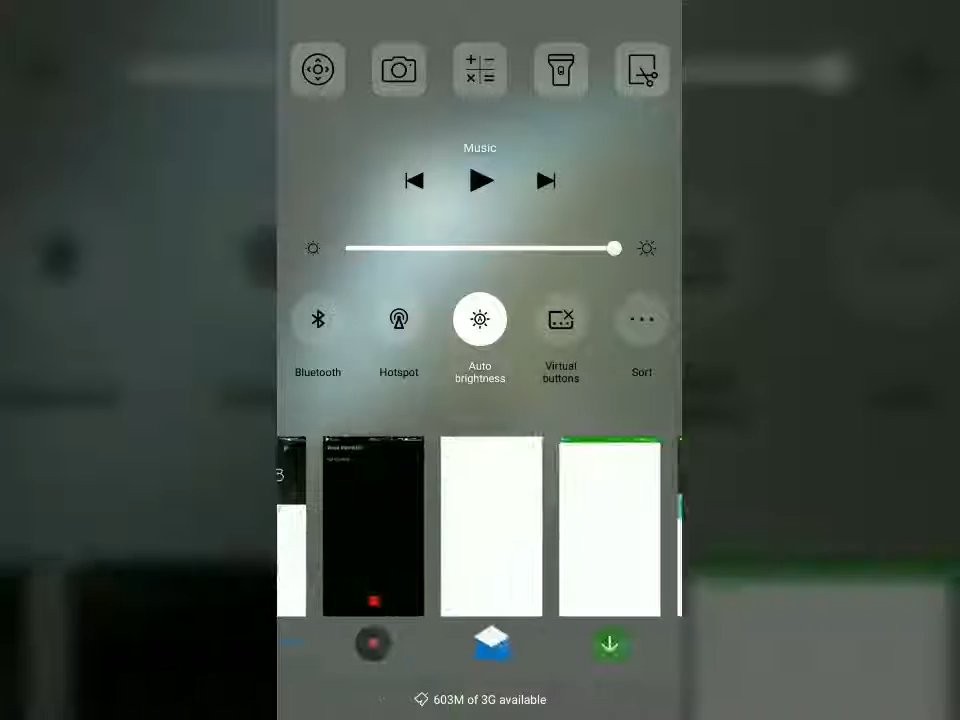 Music
Bluetooth
Hotspot
Auto
brightness
Virtual
buttons
Sort
603M of 3G available